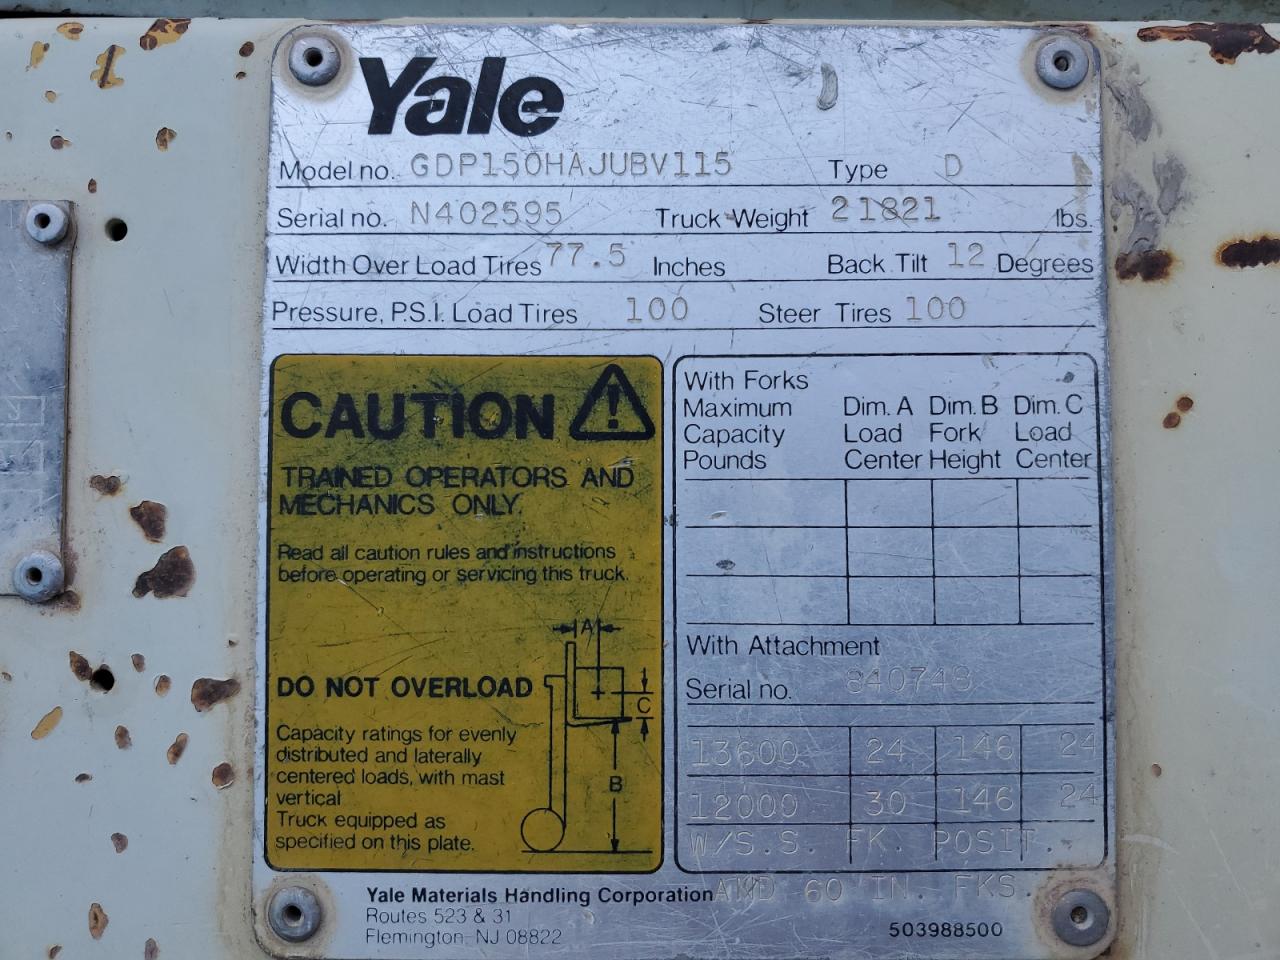 Yale
Model no. GDP150HAJUBV115 Type D
Serial no. N402595 Truck Weight 21821 lbs.
Width Over Load Tires 77.5 Inches Back Tilt 12 Degrees
Pressure, P.S.I. Load Tires 100 Steer Tires 100
CAUTION
TRAINED OPERATORS AND
MECHANICS ONLY.
Read all caution rules and instructions
before operating or servicing this truck.
A
DO NOT OVERLOAD
C
B
Capacity ratings for evenly
distributed and laterally
centered loads, with mast
vertical
Truck equipped as
specified on this plate.
With Forks
Maximum Dim. A Dim. B Dim. C
Capacity Load Fork Load
Pounds Center Height Center
With Attachment
Serial no. 840748
13600 24 146 24
12000 30 146 24
W/S.S. FK. POSIT.
AND 60 IN. FKS.
Yale Materials Handling Corporation
Routes 523 & 31
Flemington NJ 08822
503988500